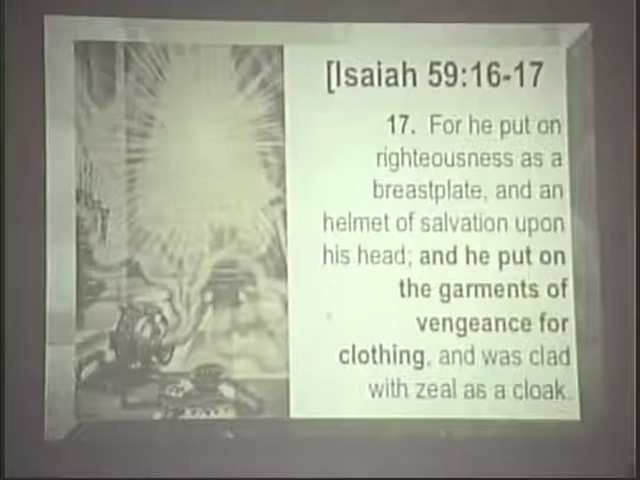 [Isaiah 59:16-17
17. For he put on
righteousness as a
breastplate, and an
helmet of salvation upon
his head; and he put on
the garments of
vengeance for
clothing, and was clad
with zeal as a cloak.